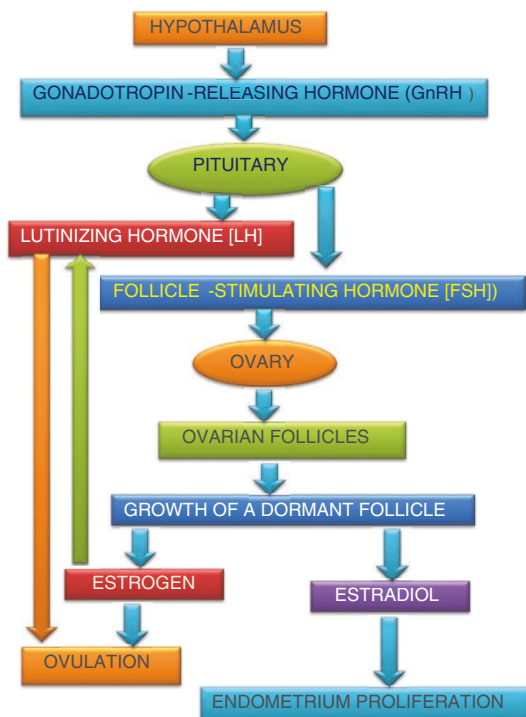 HYPOTHALAMUS
GONADOTROPIN -RELEASING HORMONE (GnRH )
PITUITARY
LUTINIZING HORMONE [LH]
FOLLICLE -STIMULATING HORMONE [FSH])
OVARY
OVARIAN FOLLICLES
GROWTH OF A DORMANT FOLLICLE
ESTROGEN
ESTRADIOL
OVULATION
ENDOMETRIUM PROLIFERATION